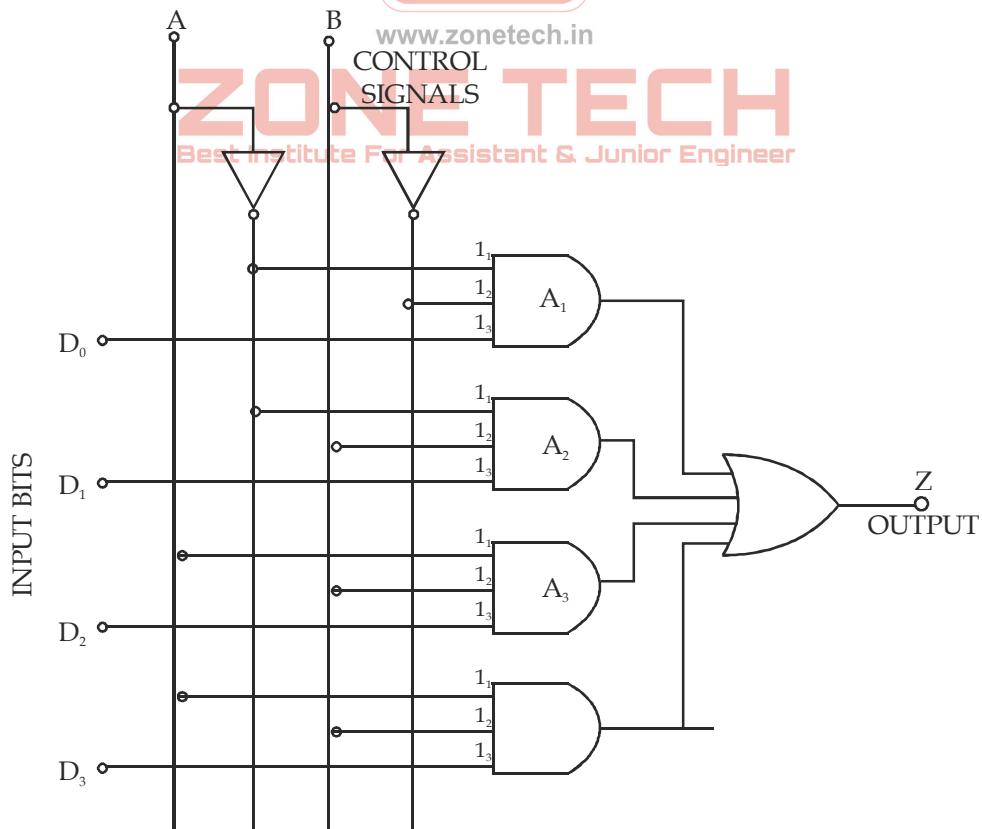 A
B
www.zonetech.in
CONTROL
SIGNALS
ZONE TECH
Best Institute For Assistant & Junior Engineer
1₁
1₂
A₁
1₃
D₀
1₁
1₂
A₂
1₃
D₁
INPUT BITS
Z
OUTPUT
1₁
1₂
A₃
1₃
D₂
1₁
1₂
1₃
D₃